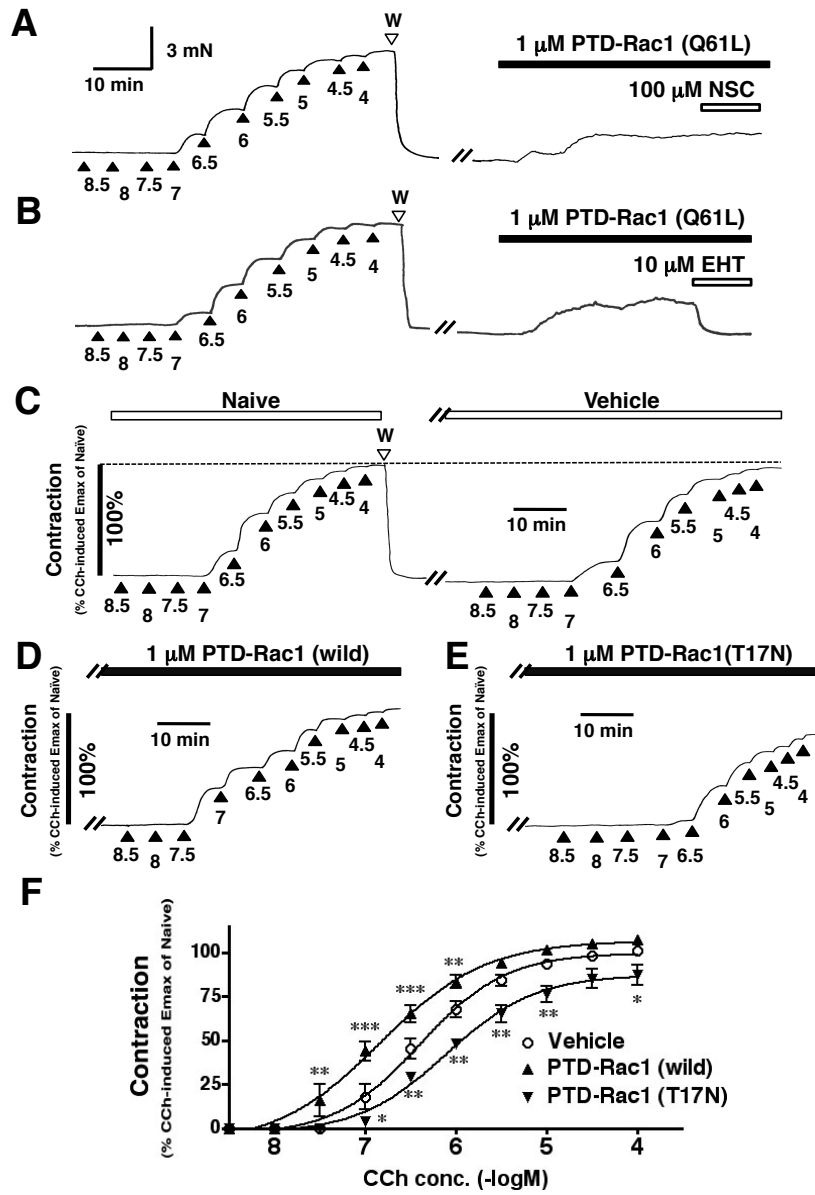 A
3 mN
10 min
W
8.5 8 7.5 7 6.5 6 5.5 5 4.5 4
1 μM PTD-Rac1 (Q61L)
100 μM NSC
B
W
8.5 8 7.5 7 6.5 6 5.5 5 4.5 4
1 μM PTD-Rac1 (Q61L)
10 μM EHT
C
Naive
Vehicle
W
Contraction
(% CCh-induced Emax of Naïve)
100%
8.5 8 7.5 7 6.5 6 5.5 5 4.5 4
10 min
8.5 8 7.5 7 6.5 6 5.5 5 4.5 4
D
1 μM PTD-Rac1 (wild)
Contraction
(% CCh-induced Emax of Naïve)
100%
10 min
8.5 8 7.5 7 6.5 6 5.5 5 4.5 4
E
1 μM PTD-Rac1(T17N)
Contraction
(% CCh-induced Emax of Naïve)
100%
10 min
8.5 8 7.5 7 6.5 6 5.5 5 4.5 4
F
Contraction
(% CCh-induced Emax of Naive)
100
75
50
25
0
** *** *** **
* ** ** ** ** *
Vehicle
PTD-Rac1 (wild)
PTD-Rac1 (T17N)
8 7 6 5 4
CCh conc. (-logM)